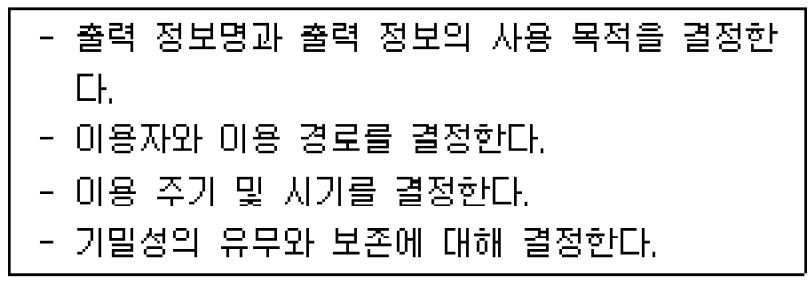 - 출력 정보명과 출력 정보의 사용 목적을 결정한
다.
- 이용자와 이용 경로를 결정한다.
- 이용 주기 및 시기를 결정한다.
- 기밀성의 유무와 보존에 대해 결정한다.